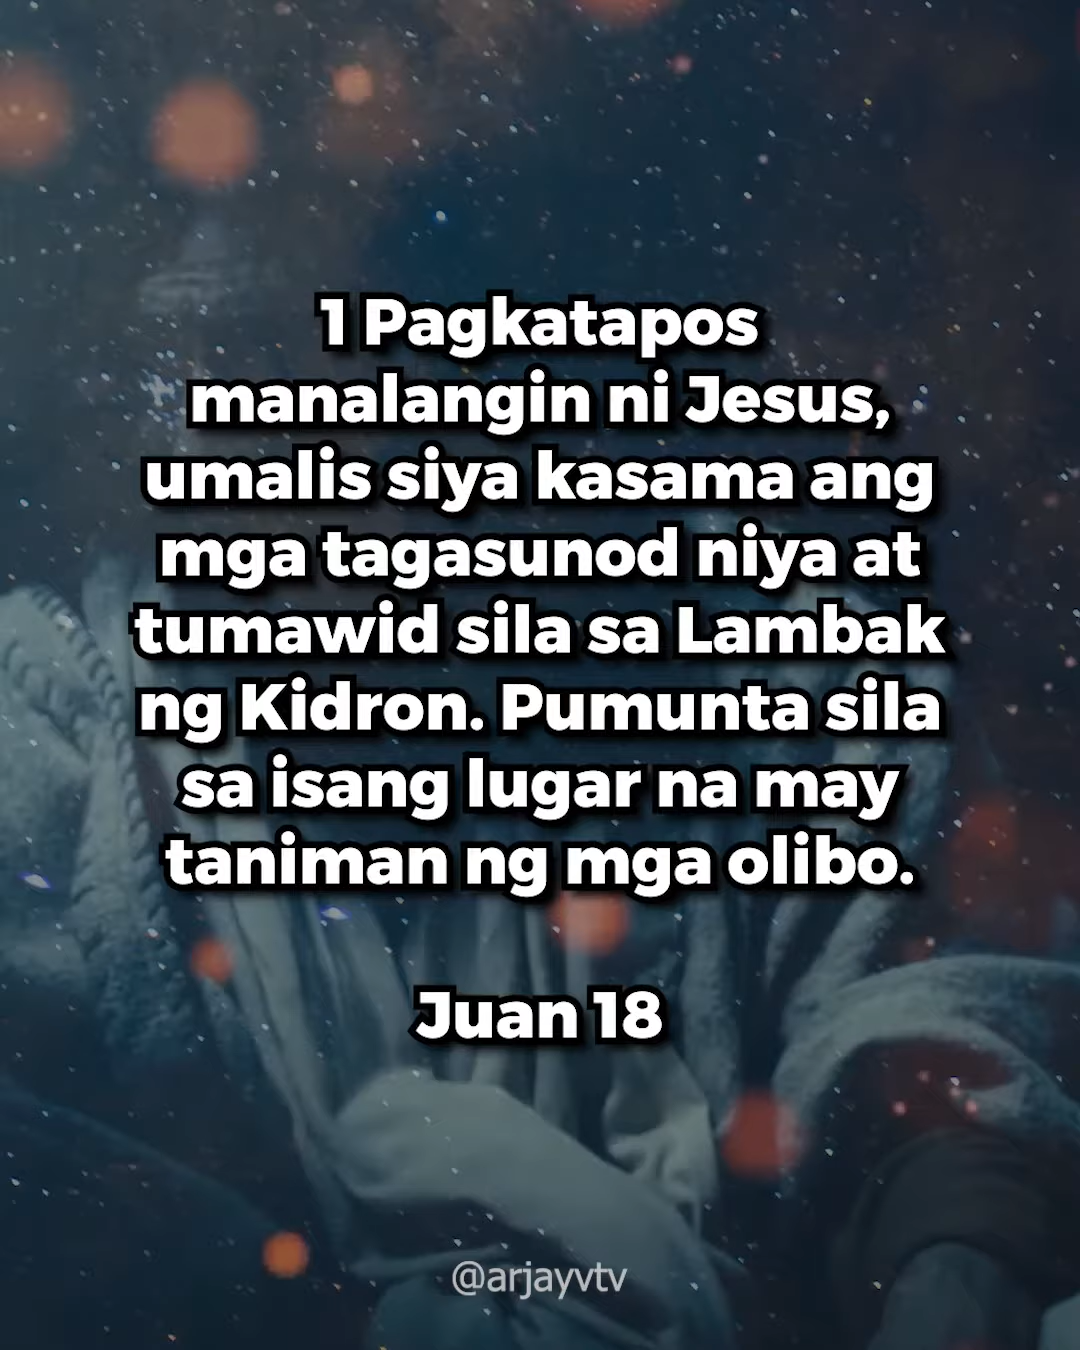 1 Pagkatapos
manalangin ni Jesus,
umalis siya kasama ang
mga tagasunod niya at
tumawid sila sa Lambak
ng Kidron. Pumunta sila
sa isang lugar na may
taniman ng mga olibo.
Juan 18
@arjayvtv